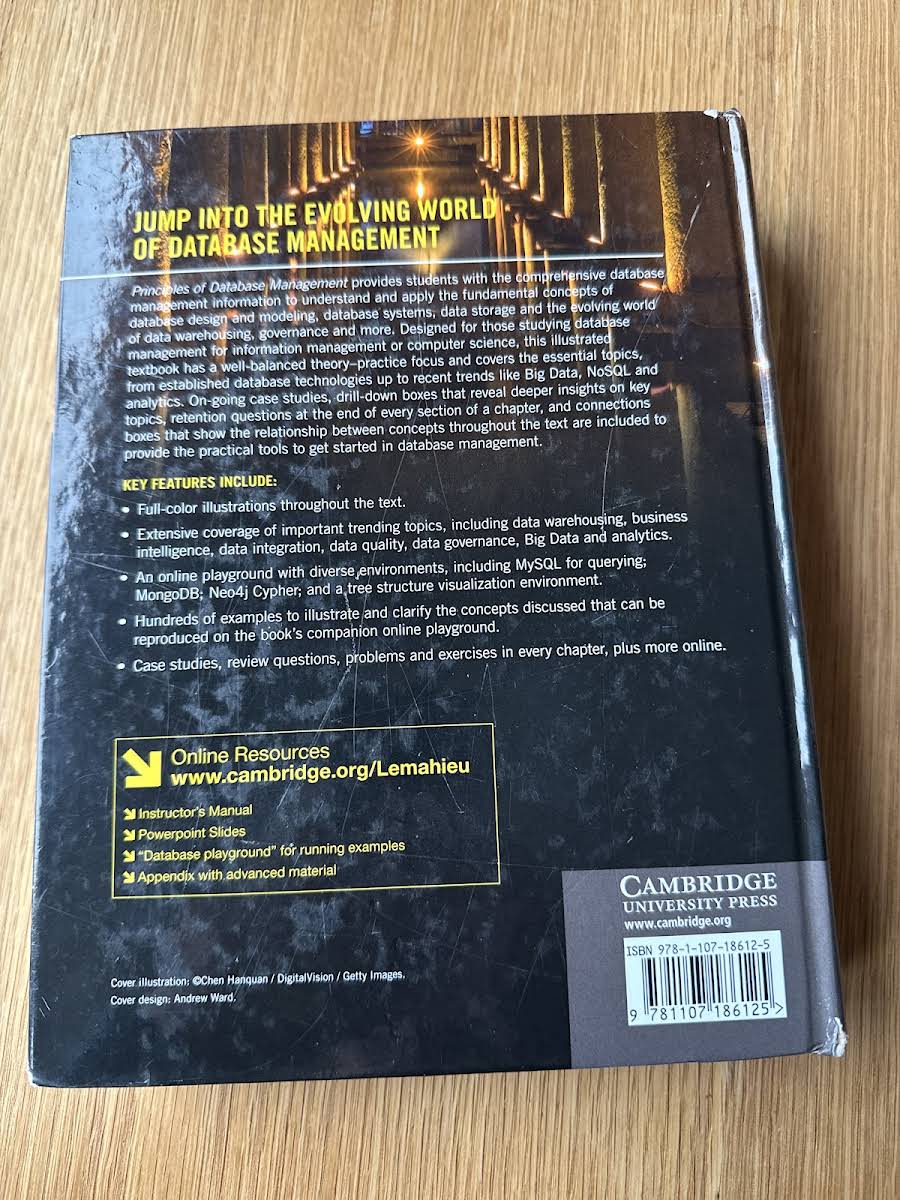 JUMP INTO THE EVOLVING WORLD
OF DATABASE MANAGEMENT
Principles of Database Management provides students with the comprehensive database
management information to understand and apply the fundamental concepts of
database design and modeling, database systems, data storage and the evolving world
of data warehousing, governance and more. Designed for those studying database
management for information management or computer science, this illustrated
textbook has a well-balanced theory–practice focus and covers the essential topics,
from established database technologies up to recent trends like Big Data, NoSQL and
analytics. On-going case studies, drill-down boxes that reveal deeper insights on key
topics, retention questions at the end of every section of a chapter, and connections
boxes that show the relationship between concepts throughout the text are included to
provide the practical tools to get started in database management.
KEY FEATURES INCLUDE:
• Full-color illustrations throughout the text.
• Extensive coverage of important trending topics, including data warehousing, business
intelligence, data integration, data quality, data governance, Big Data and analytics.
• An online playground with diverse environments, including MySQL for querying;
MongoDB; Neo4j Cypher; and a tree structure visualization environment.
• Hundreds of examples to illustrate and clarify the concepts discussed that can be
reproduced on the book's companion online playground.
• Case studies, review questions, problems and exercises in every chapter, plus more online.
Online Resources
www.cambridge.org/Lemahieu
Instructor's Manual
Powerpoint Slides
"Database playground" for running examples
Appendix with advanced material
Cover illustration: ©Chen Hanquan / DigitalVision / Getty Images.
Cover design: Andrew Ward.
CAMBRIDGE
UNIVERSITY PRESS
www.cambridge.org
ISBN 978-1-107-18612-5
9 781107 186125 >